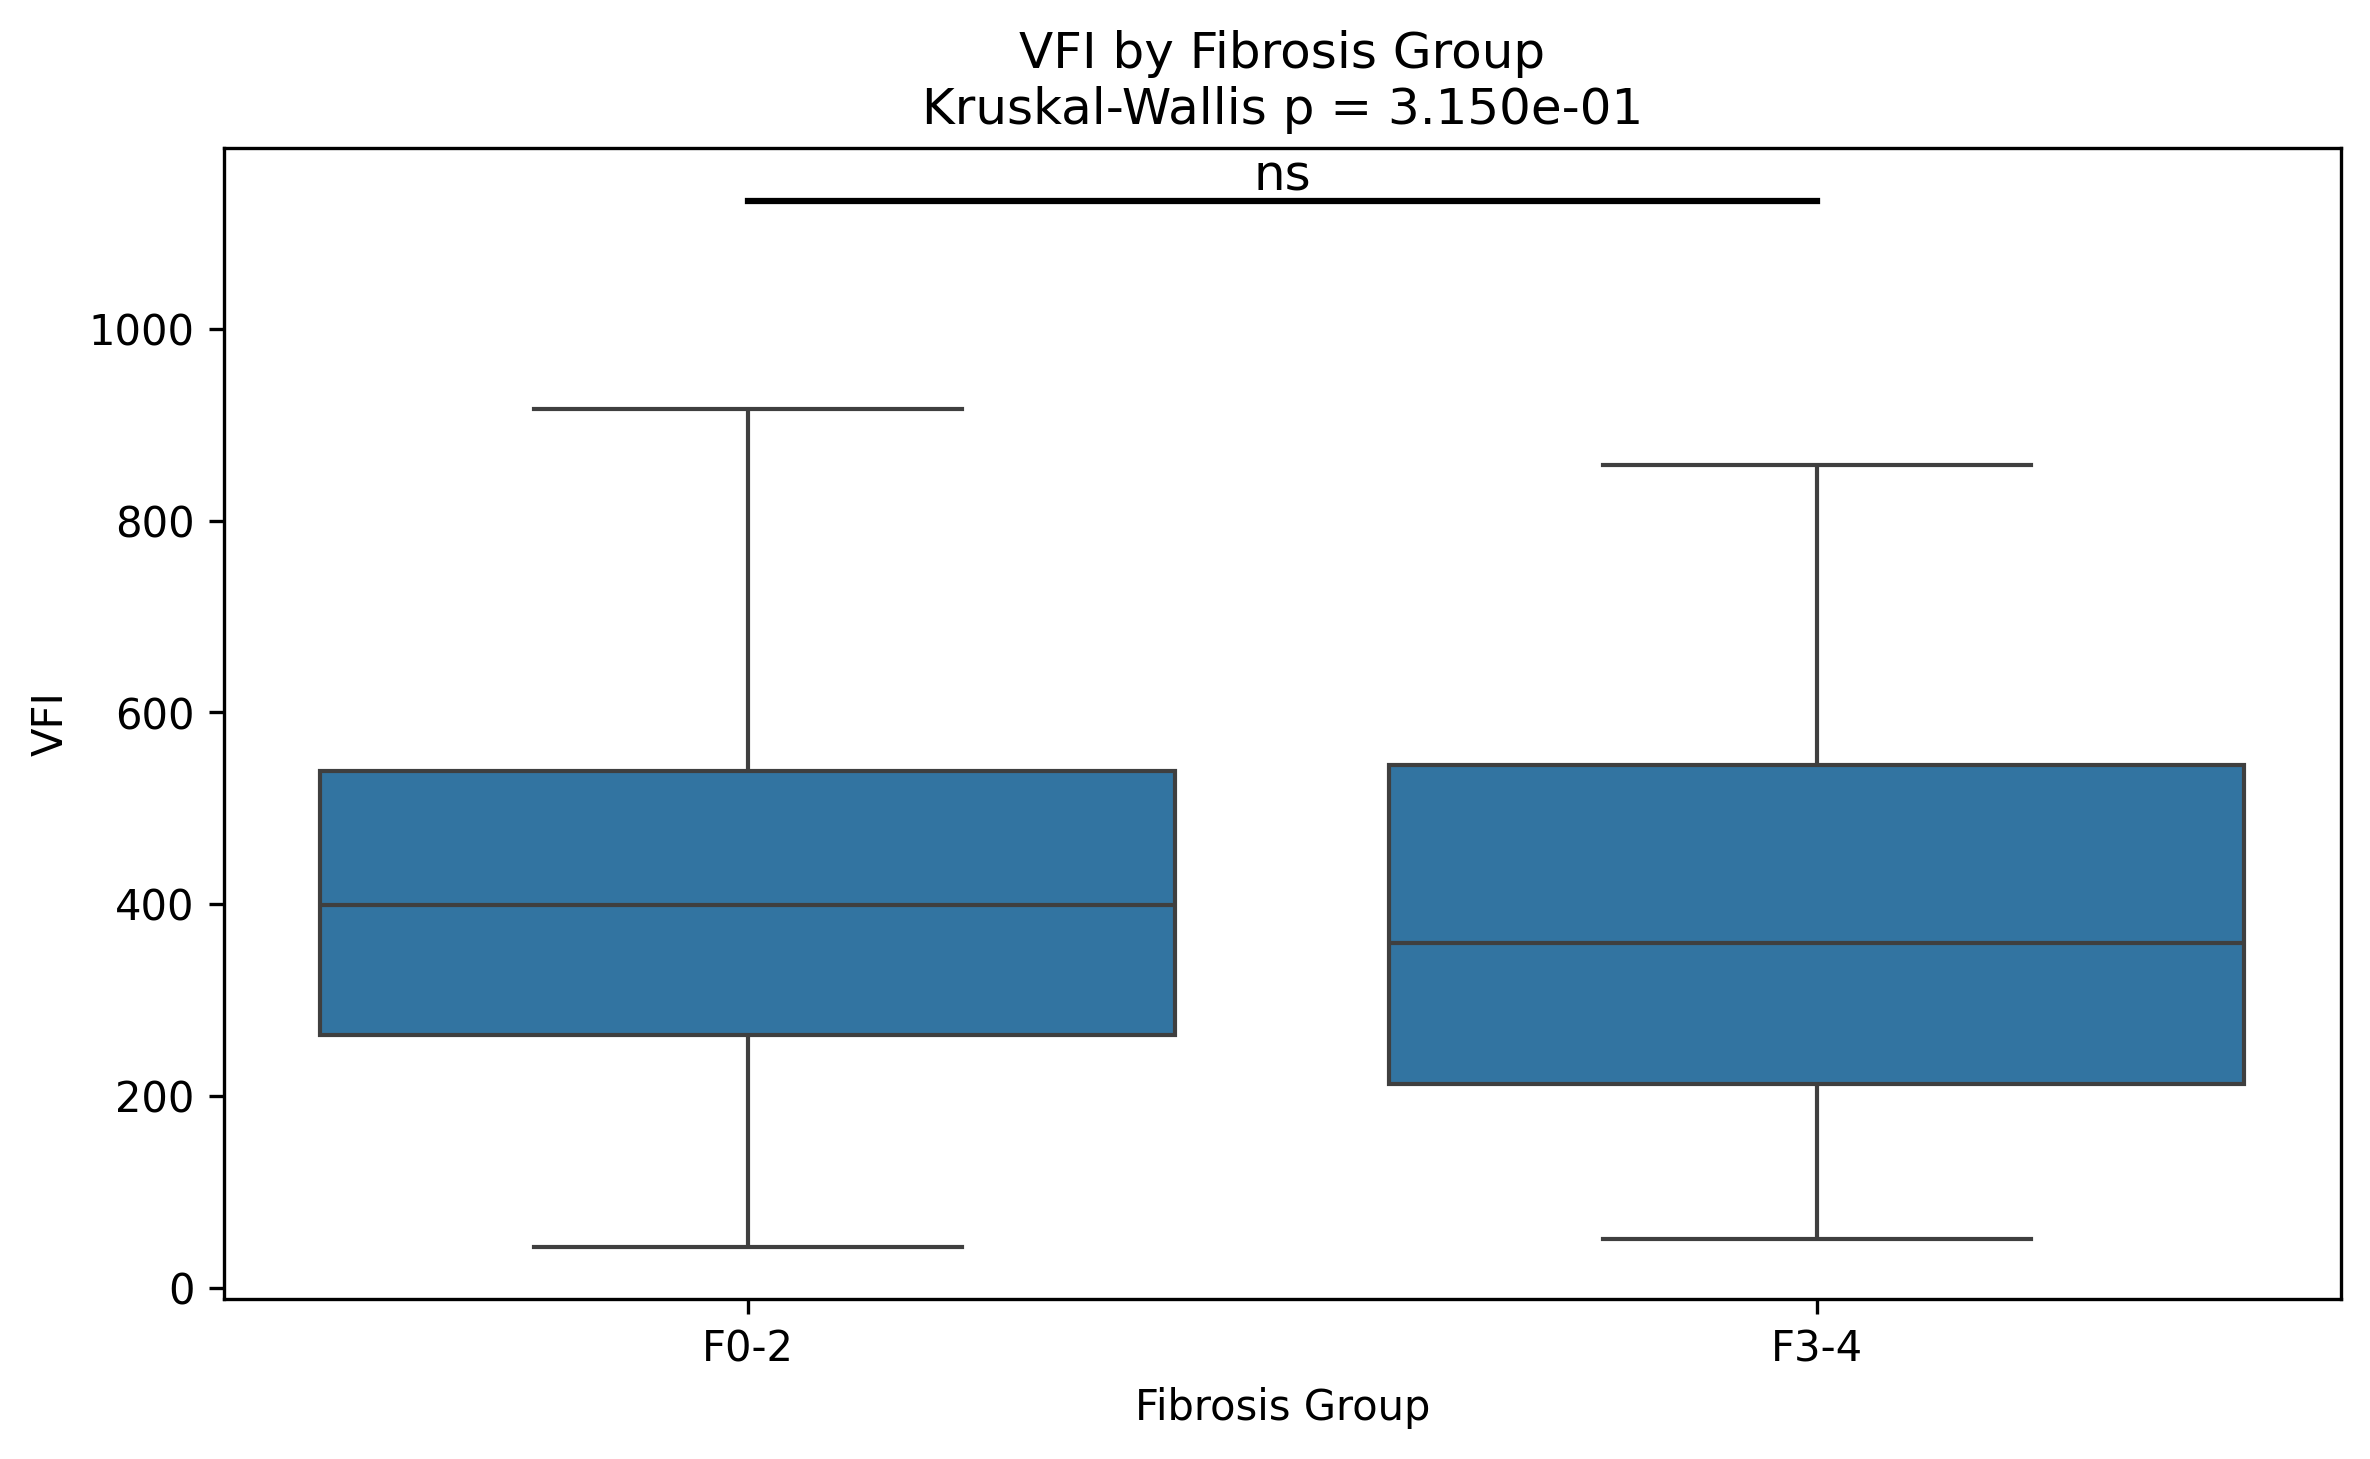 VFI by Fibrosis Group
Kruskal-Wallis p = 3.150e-01
ns
1000
800
600
400
200
0
VFI
F0-2
F3-4
Fibrosis Group